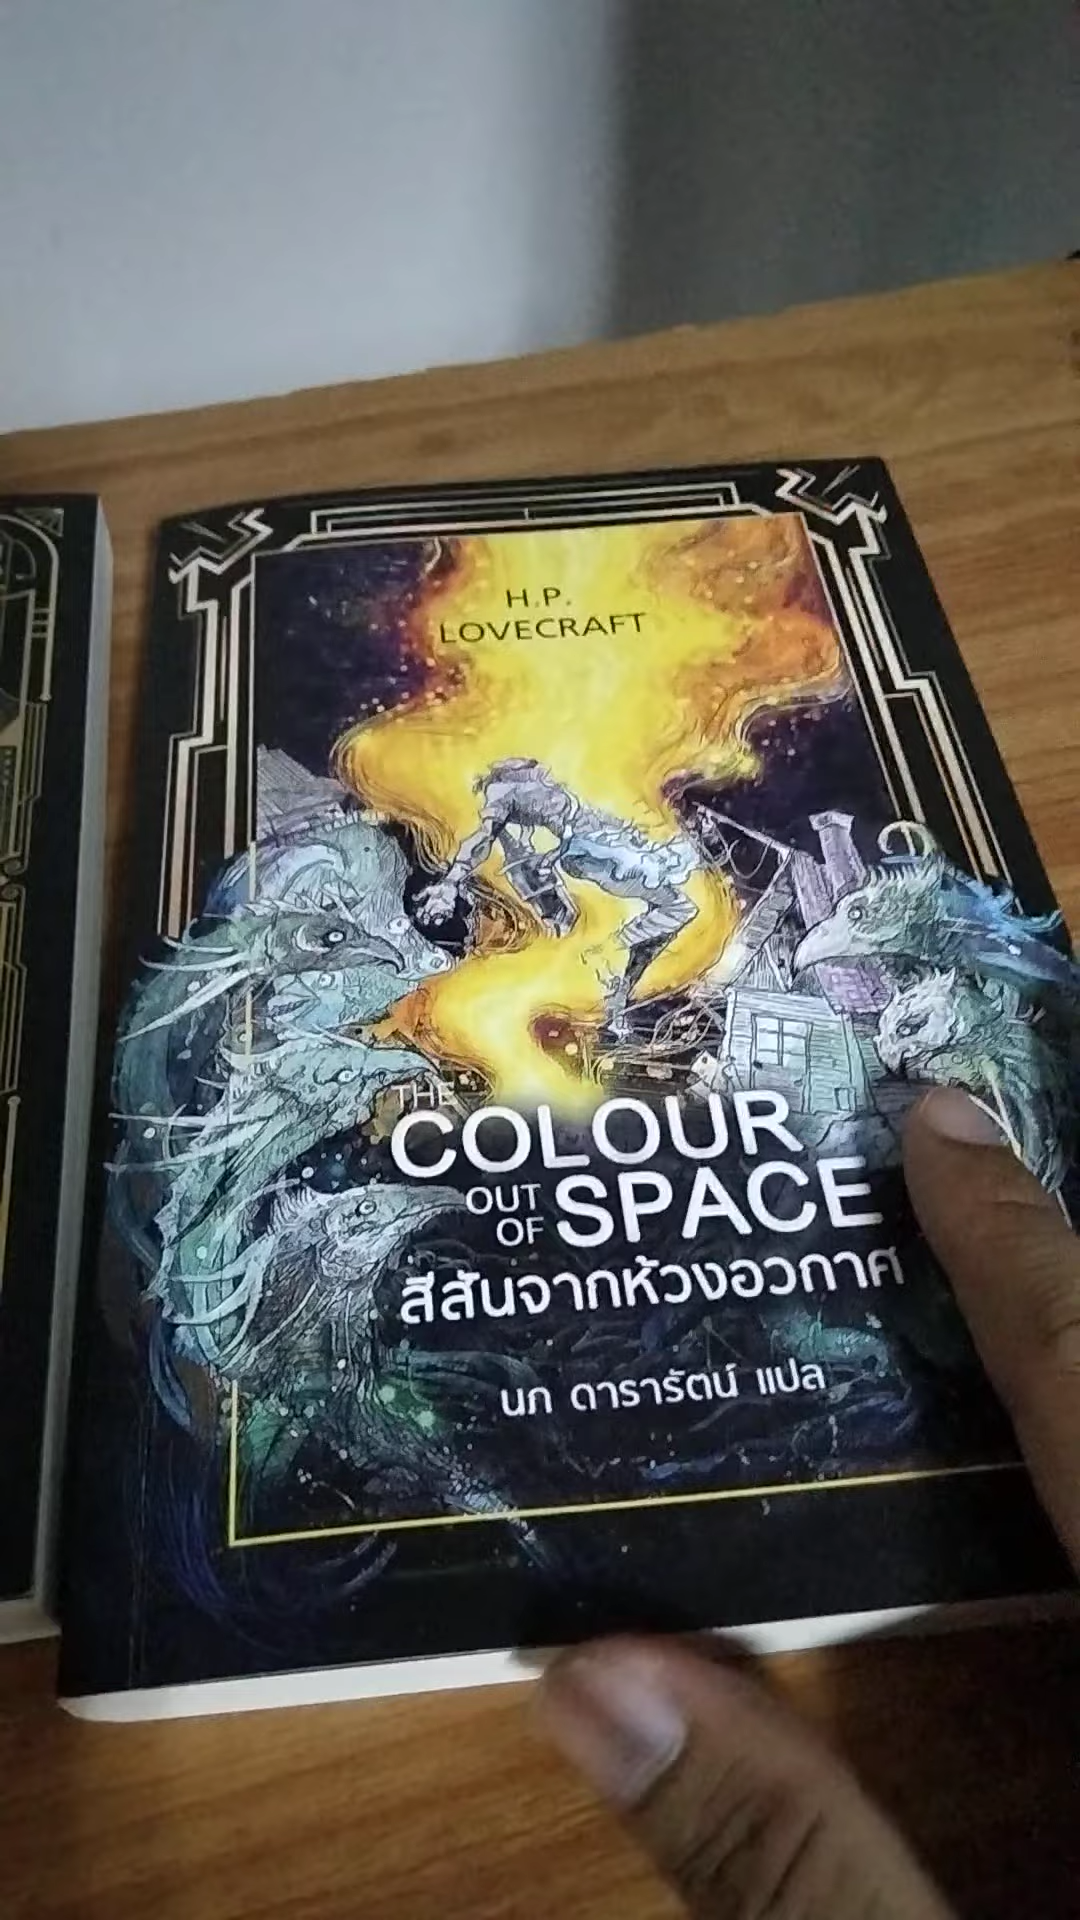 H.P.
LOVECRAFT
THE
COLOUR
OUT
OF SPACE
สีสันจากห้วงอวกาศ
นภ ดารารัตน์ แปล